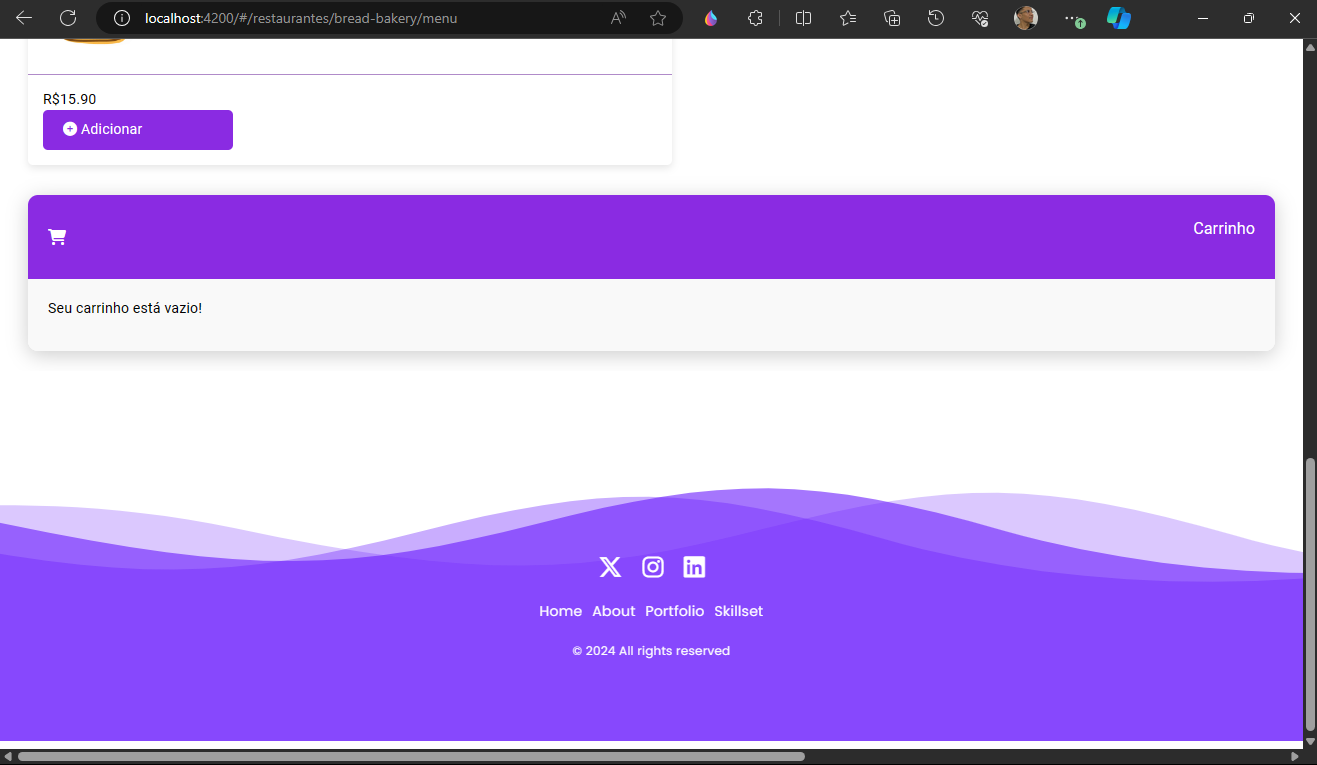 localhost:4200/#/restaurantes/bread-bakery/menu
R$15.90
Adicionar
Carrinho
Seu carrinho está vazio!
Home About Portfolio Skillset
© 2024 All rights reserved